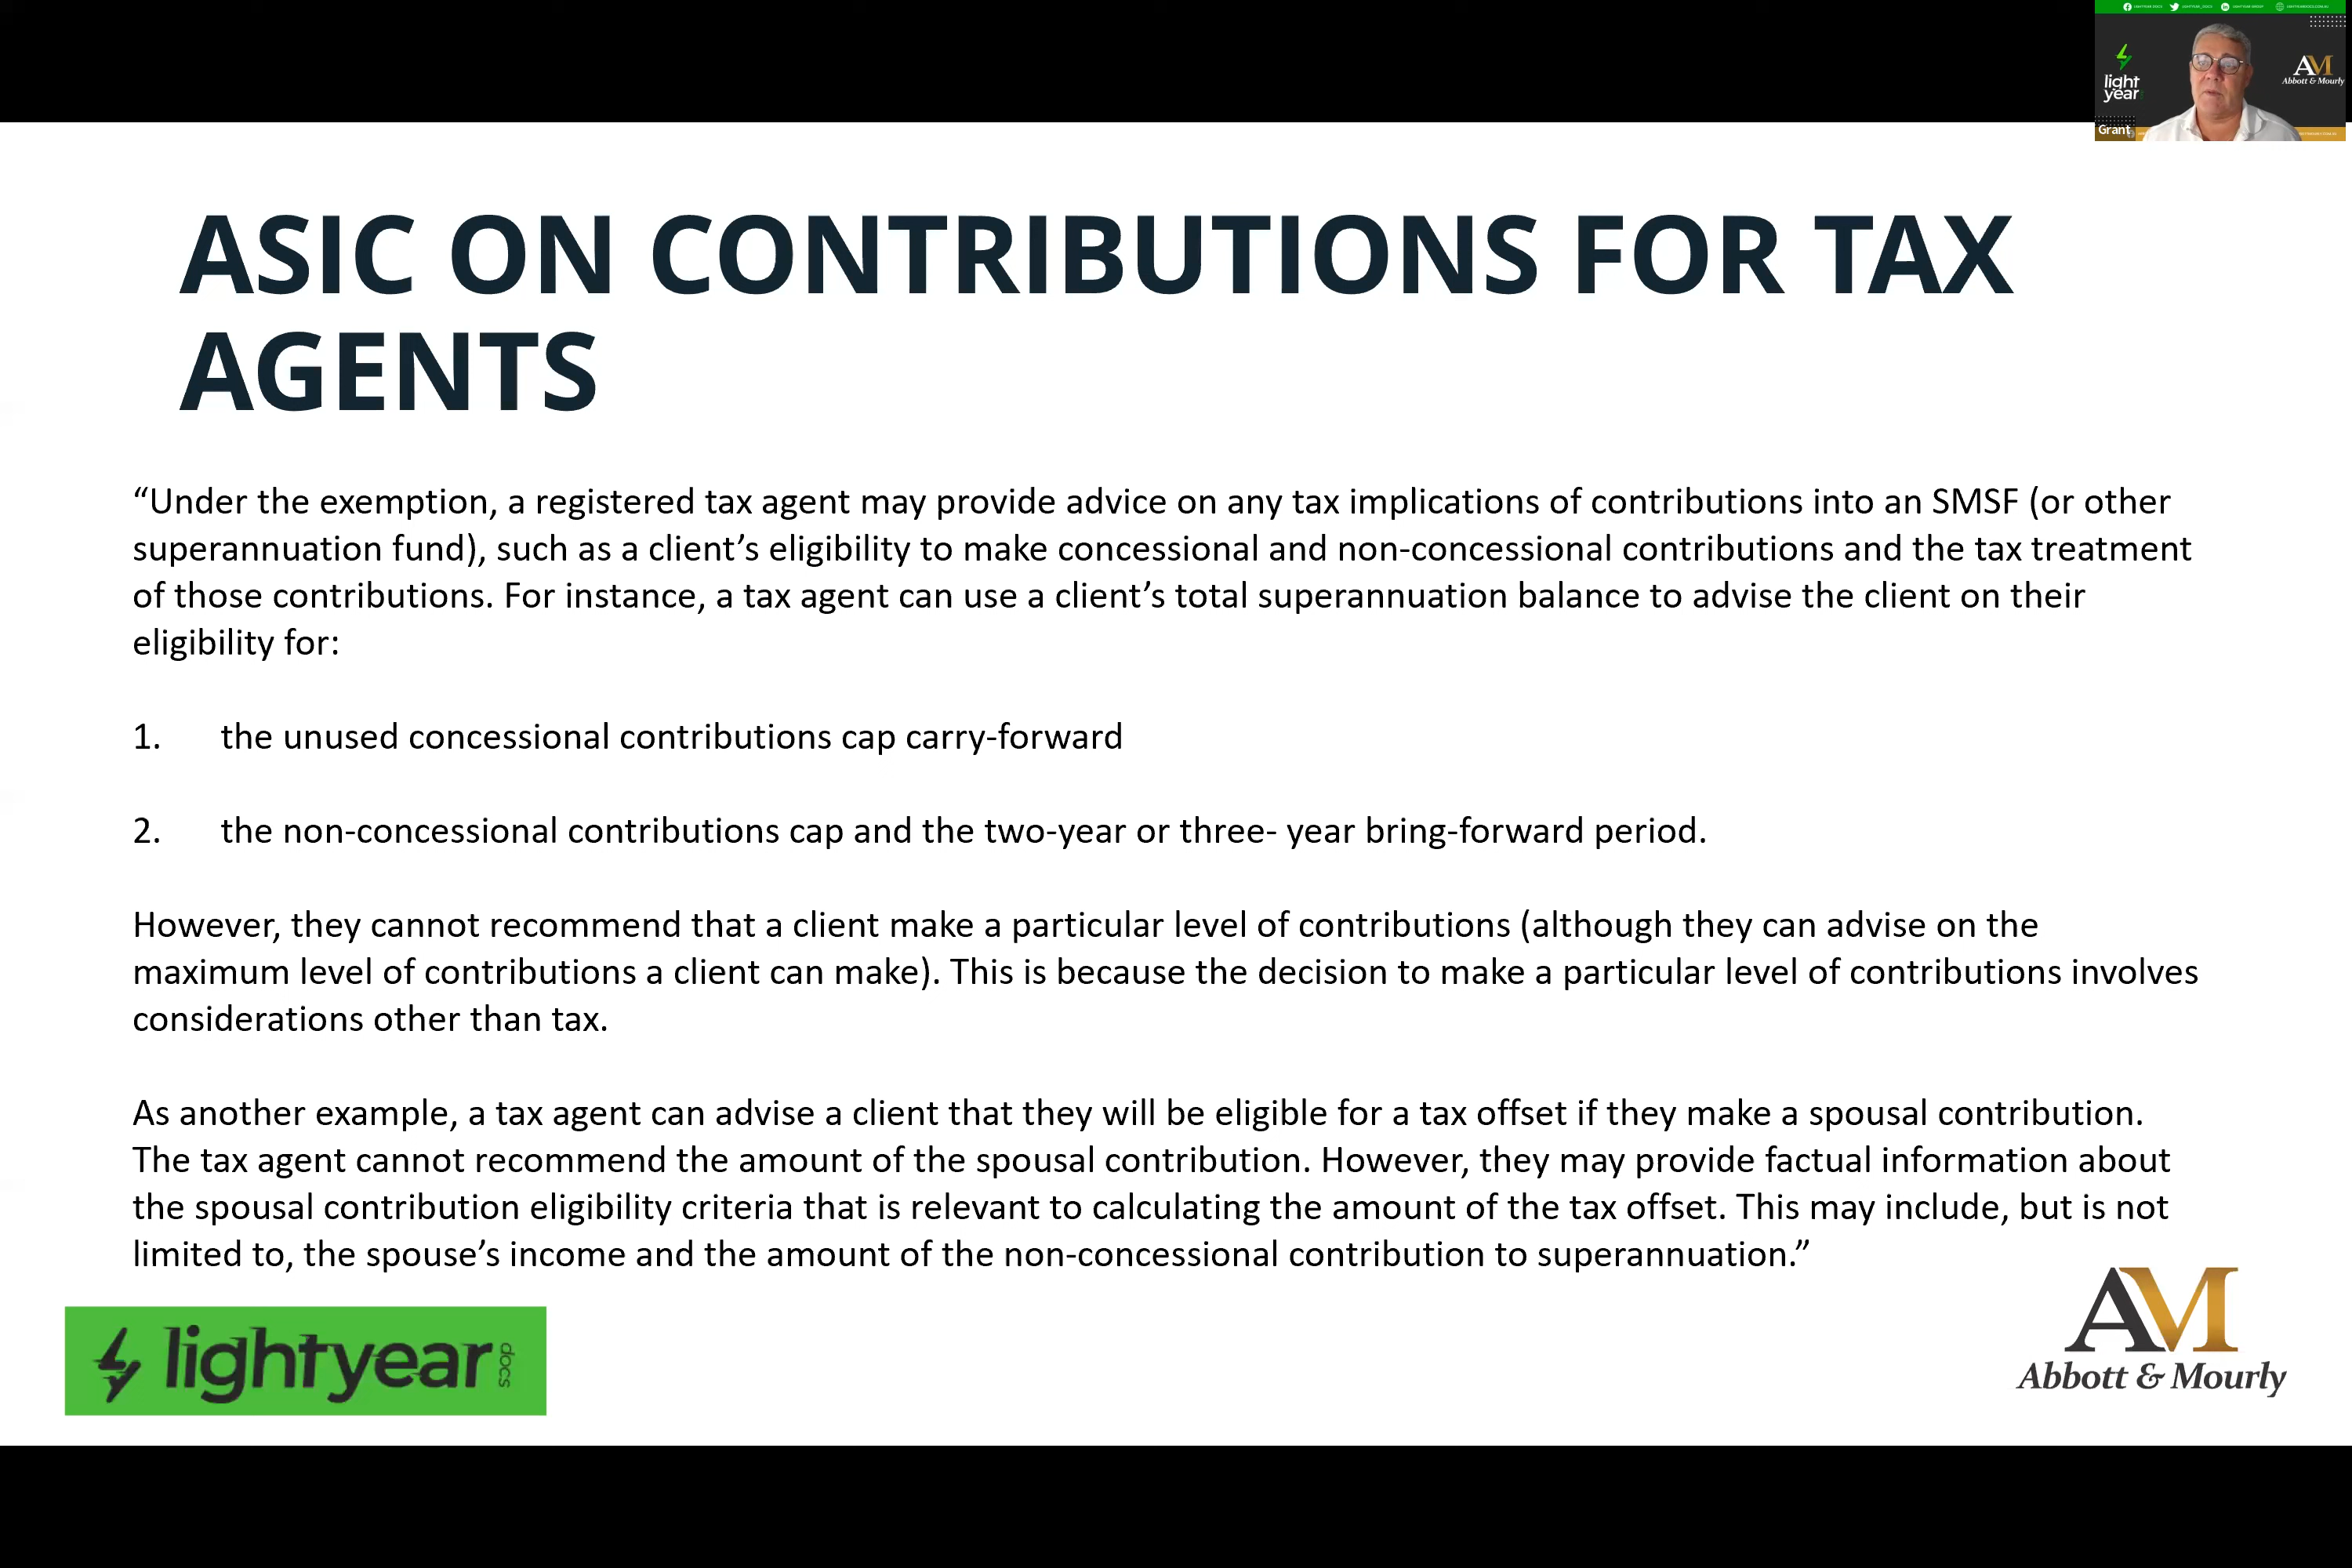 light
year
AM
Abbott & Mourly
Grant
ASIC ON CONTRIBUTIONS FOR TAX
AGENTS
“Under the exemption, a registered tax agent may provide advice on any tax implications of contributions into an SMSF (or other
superannuation fund), such as a client’s eligibility to make concessional and non-concessional contributions and the tax treatment
of those contributions. For instance, a tax agent can use a client’s total superannuation balance to advise the client on their
eligibility for:
1. the unused concessional contributions cap carry-forward
2. the non-concessional contributions cap and the two-year or three- year bring-forward period.
However, they cannot recommend that a client make a particular level of contributions (although they can advise on the
maximum level of contributions a client can make). This is because the decision to make a particular level of contributions involves
considerations other than tax.
As another example, a tax agent can advise a client that they will be eligible for a tax offset if they make a spousal contribution.
The tax agent cannot recommend the amount of the spousal contribution. However, they may provide factual information about
the spousal contribution eligibility criteria that is relevant to calculating the amount of the tax offset. This may include, but is not
limited to, the spouse’s income and the amount of the non-concessional contribution to superannuation.”
lightyear docs
AM
Abbott & Mourly